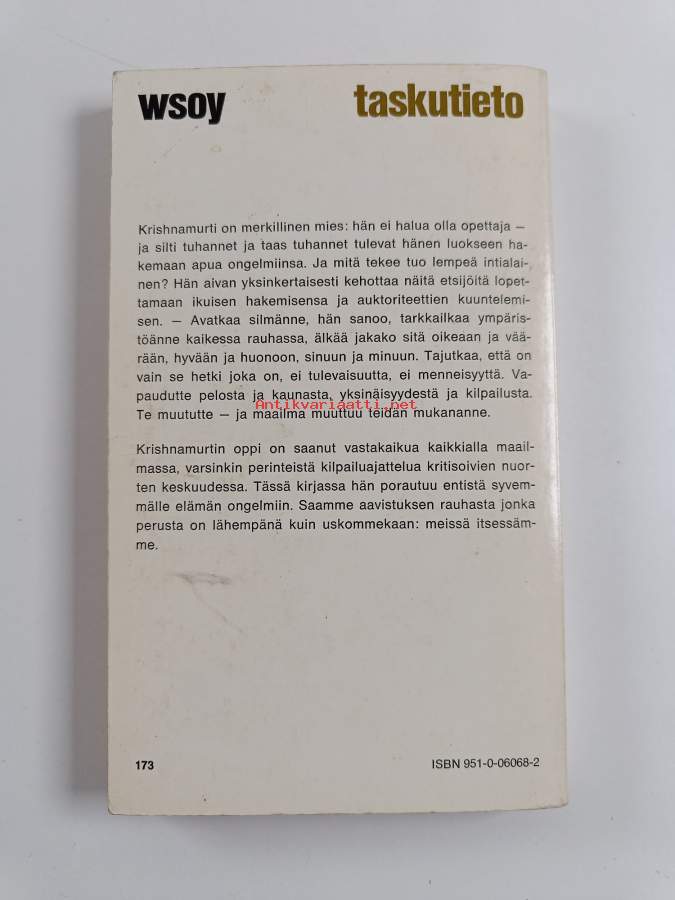 wsoy taskutieto
Krishnamurti on merkillinen mies: hän ei halua olla opettaja —
ja silti tuhannet ja taas tuhannet tulevat hänen luokseen ha-
kemaan apua ongelmiinsa. Ja mitä tekee tuo lempeä intialai-
nen? Hän aivan yksinkertaisesti kehottaa näitä etsijöitä lopet-
tamaan ikuisen hakemisensa ja auktoriteettien kuuntelemi-
sen. — Avatkaa silmänne, hän sanoo, tarkkailkaa ympäris-
töänne kaikessa rauhassa, älkää jakako sitä oikeaan ja vää-
rään, hyvään ja huonoon, sinuun ja minuun. Tajutkaa, että on
vain se hetki joka on, ei tulevaisuutta, ei menneisyyttä. Va-
paudutte pelosta ja kaunasta, yksinäisyydestä ja kilpailusta.
Antikvariaatti.net
Te muututte — ja maailma muuttuu teidän mukananne.
Krishnamurtin oppi on saanut vastakaikua kaikkialla maail-
massa, varsinkin perinteistä kilpailuajattelua kritisoivien nuor-
ten keskuudessa. Tässä kirjassa hän porautuu entistä syvem-
mälle elämän ongelmiin. Saamme aavistuksen rauhasta jonka
perusta on lähempänä kuin uskommekaan: meissä itsessäm-
me.
173 ISBN 951-0-06068-2